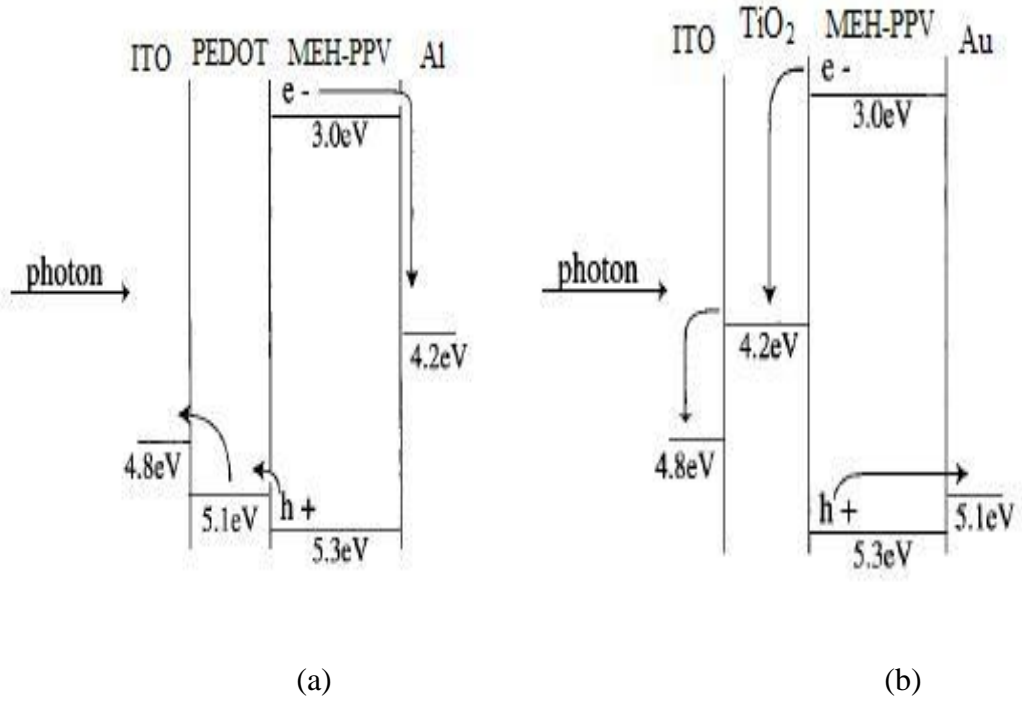 ITO PEDOT MEH-PPV Al
e -
3.0eV
photon
4.2eV
4.8eV
h +
5.1eV
5.3eV
(a)
ITO TiO₂ MEH-PPV Au
e -
3.0eV
photon
4.2eV
4.8eV
h +
5.1eV
5.3eV
(b)